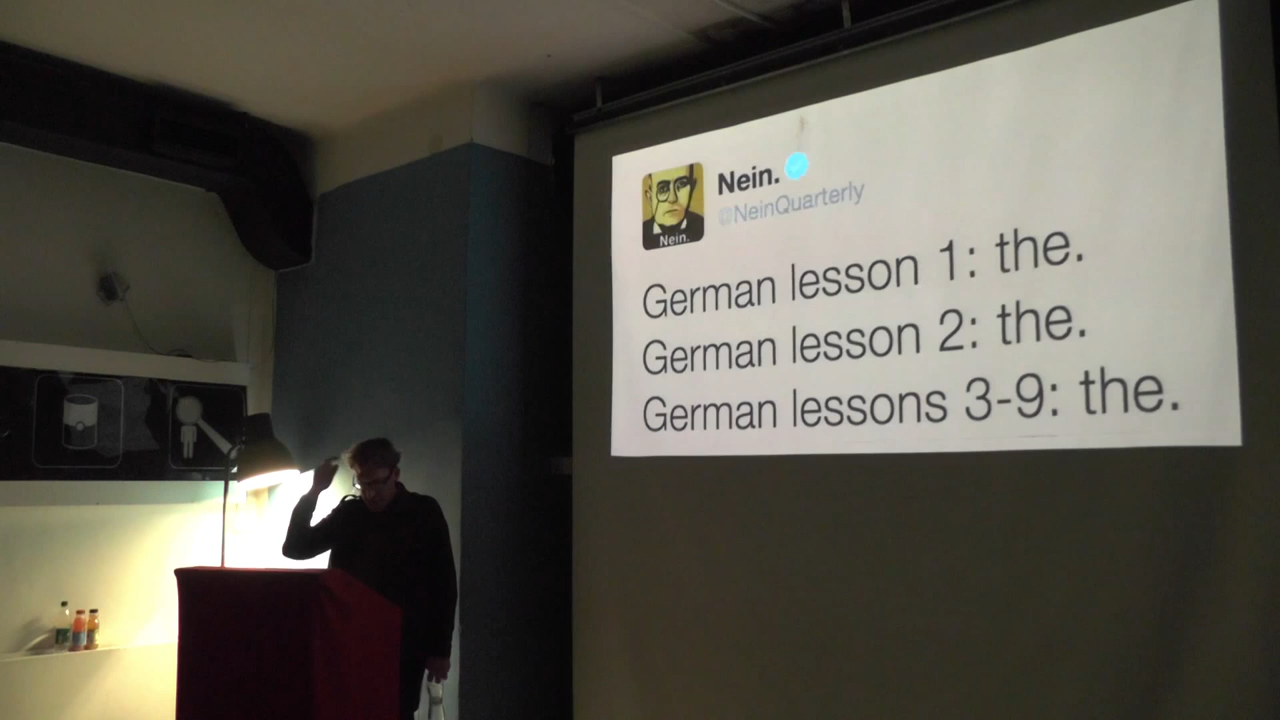 Nein.
@NeinQuarterly
Nein.
German lesson 1: the.
German lesson 2: the.
German lessons 3-9: the.